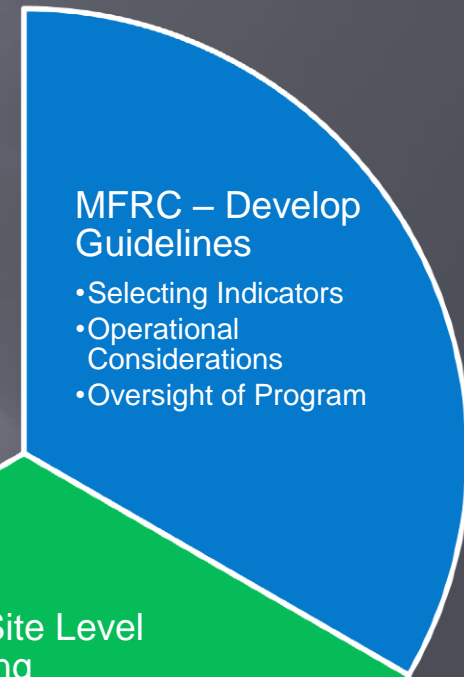 MFRC – Develop
Guidelines
•Selecting Indicators
•Operational
Considerations
•Oversight of Program
Site Level